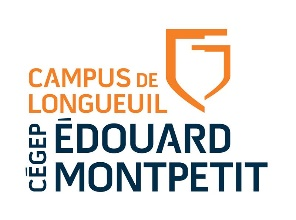 CAMPUS DE
LONGUEUIL
CÉGEP
ÉDOUARD
MONTPETIT